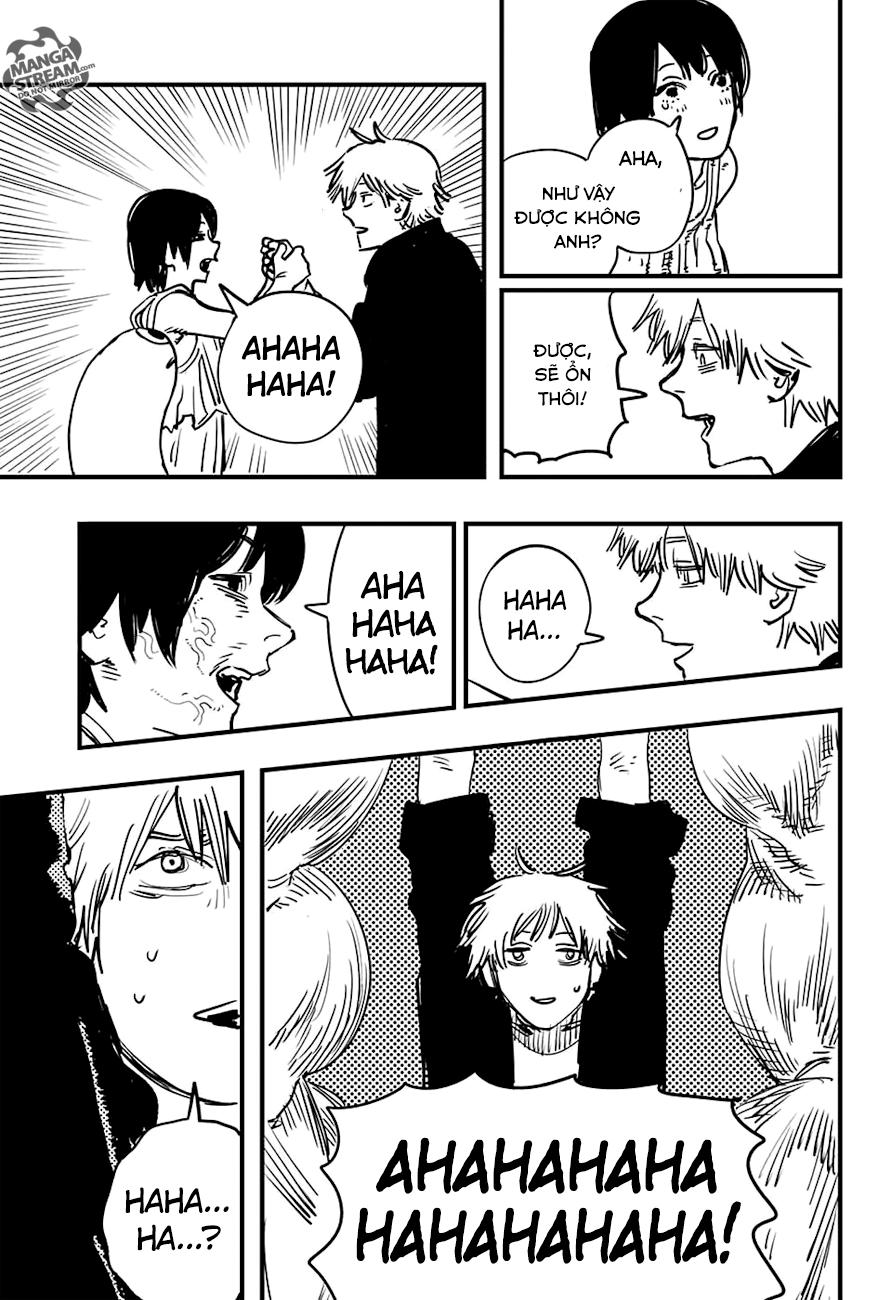 MANGA
STREAM.com
DO NOT MIRROR
AHA,
NHƯ VẬY
ĐƯỢC KHÔNG
ANH?
ĐƯỢC,
SẼ ỔN
THÔI!
AHAHA
HAHA!
HAHA
HA...
AHA
HAHA
HAHA!
AHAHAHAHA
HAHAHAHAHA!
HAHA...
HA...?